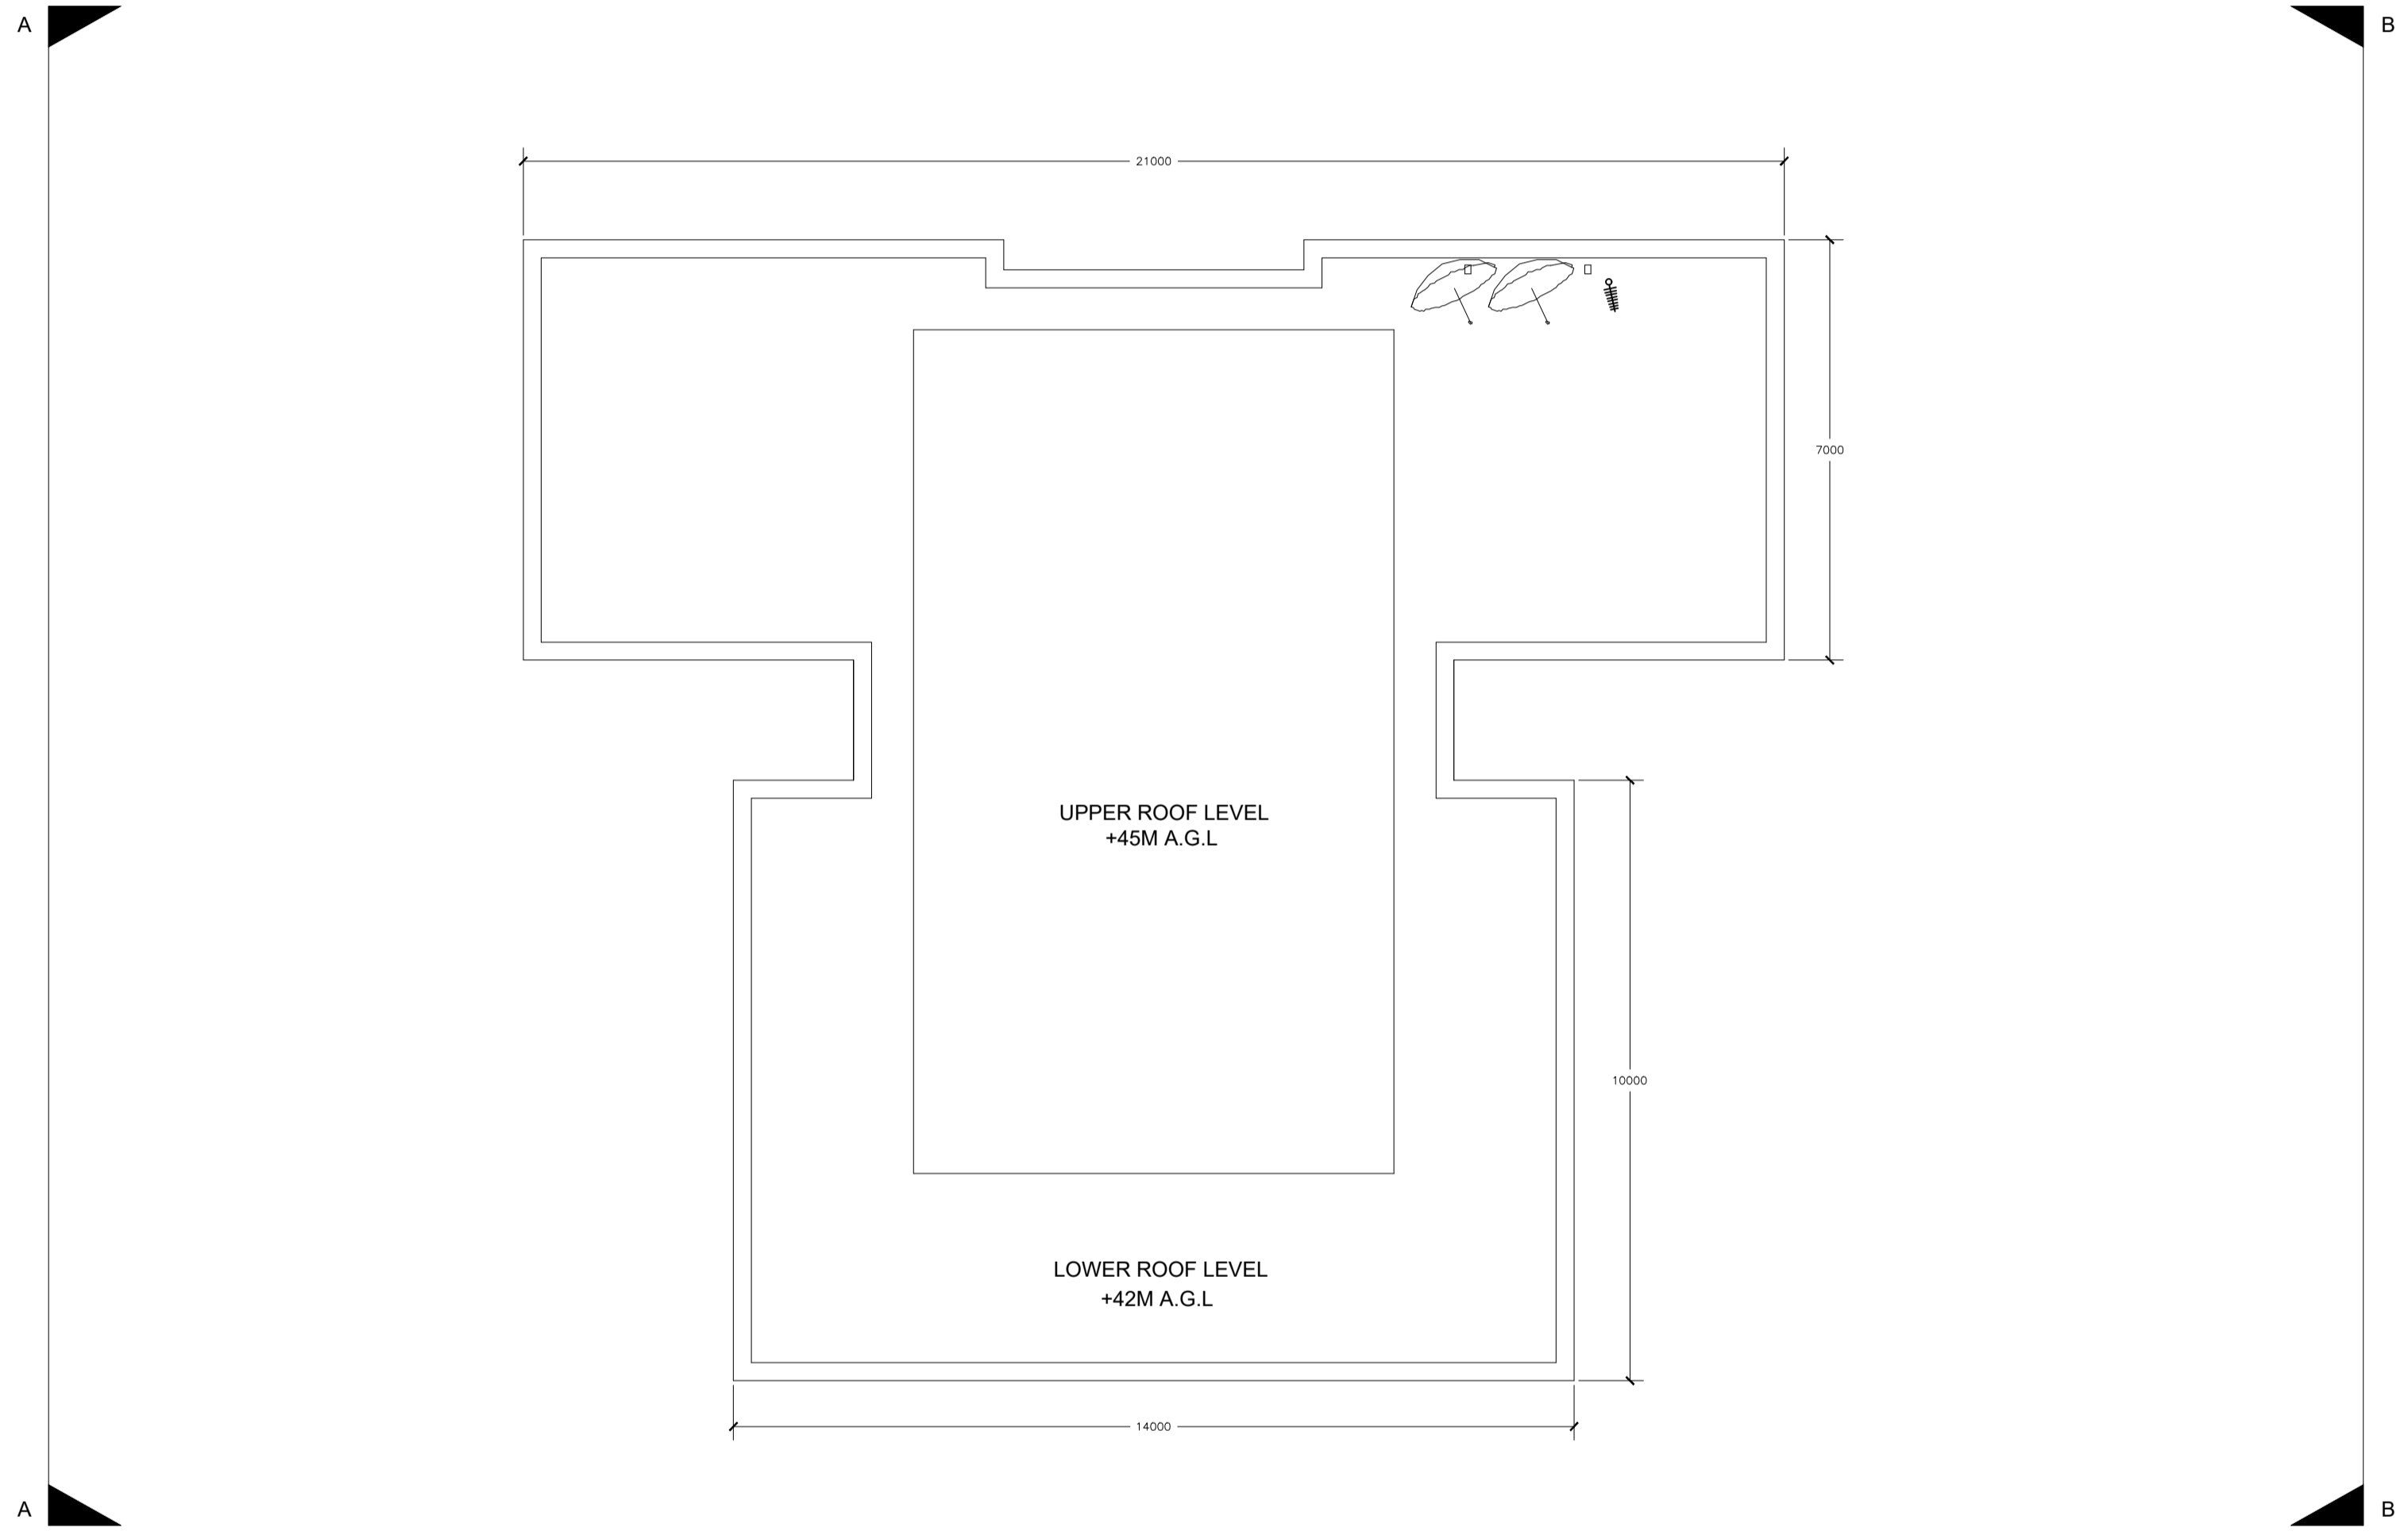 A
B
21000
7000
UPPER ROOF LEVEL
+45M A.G.L
10000
LOWER ROOF LEVEL
+42M A.G.L
14000
A
B